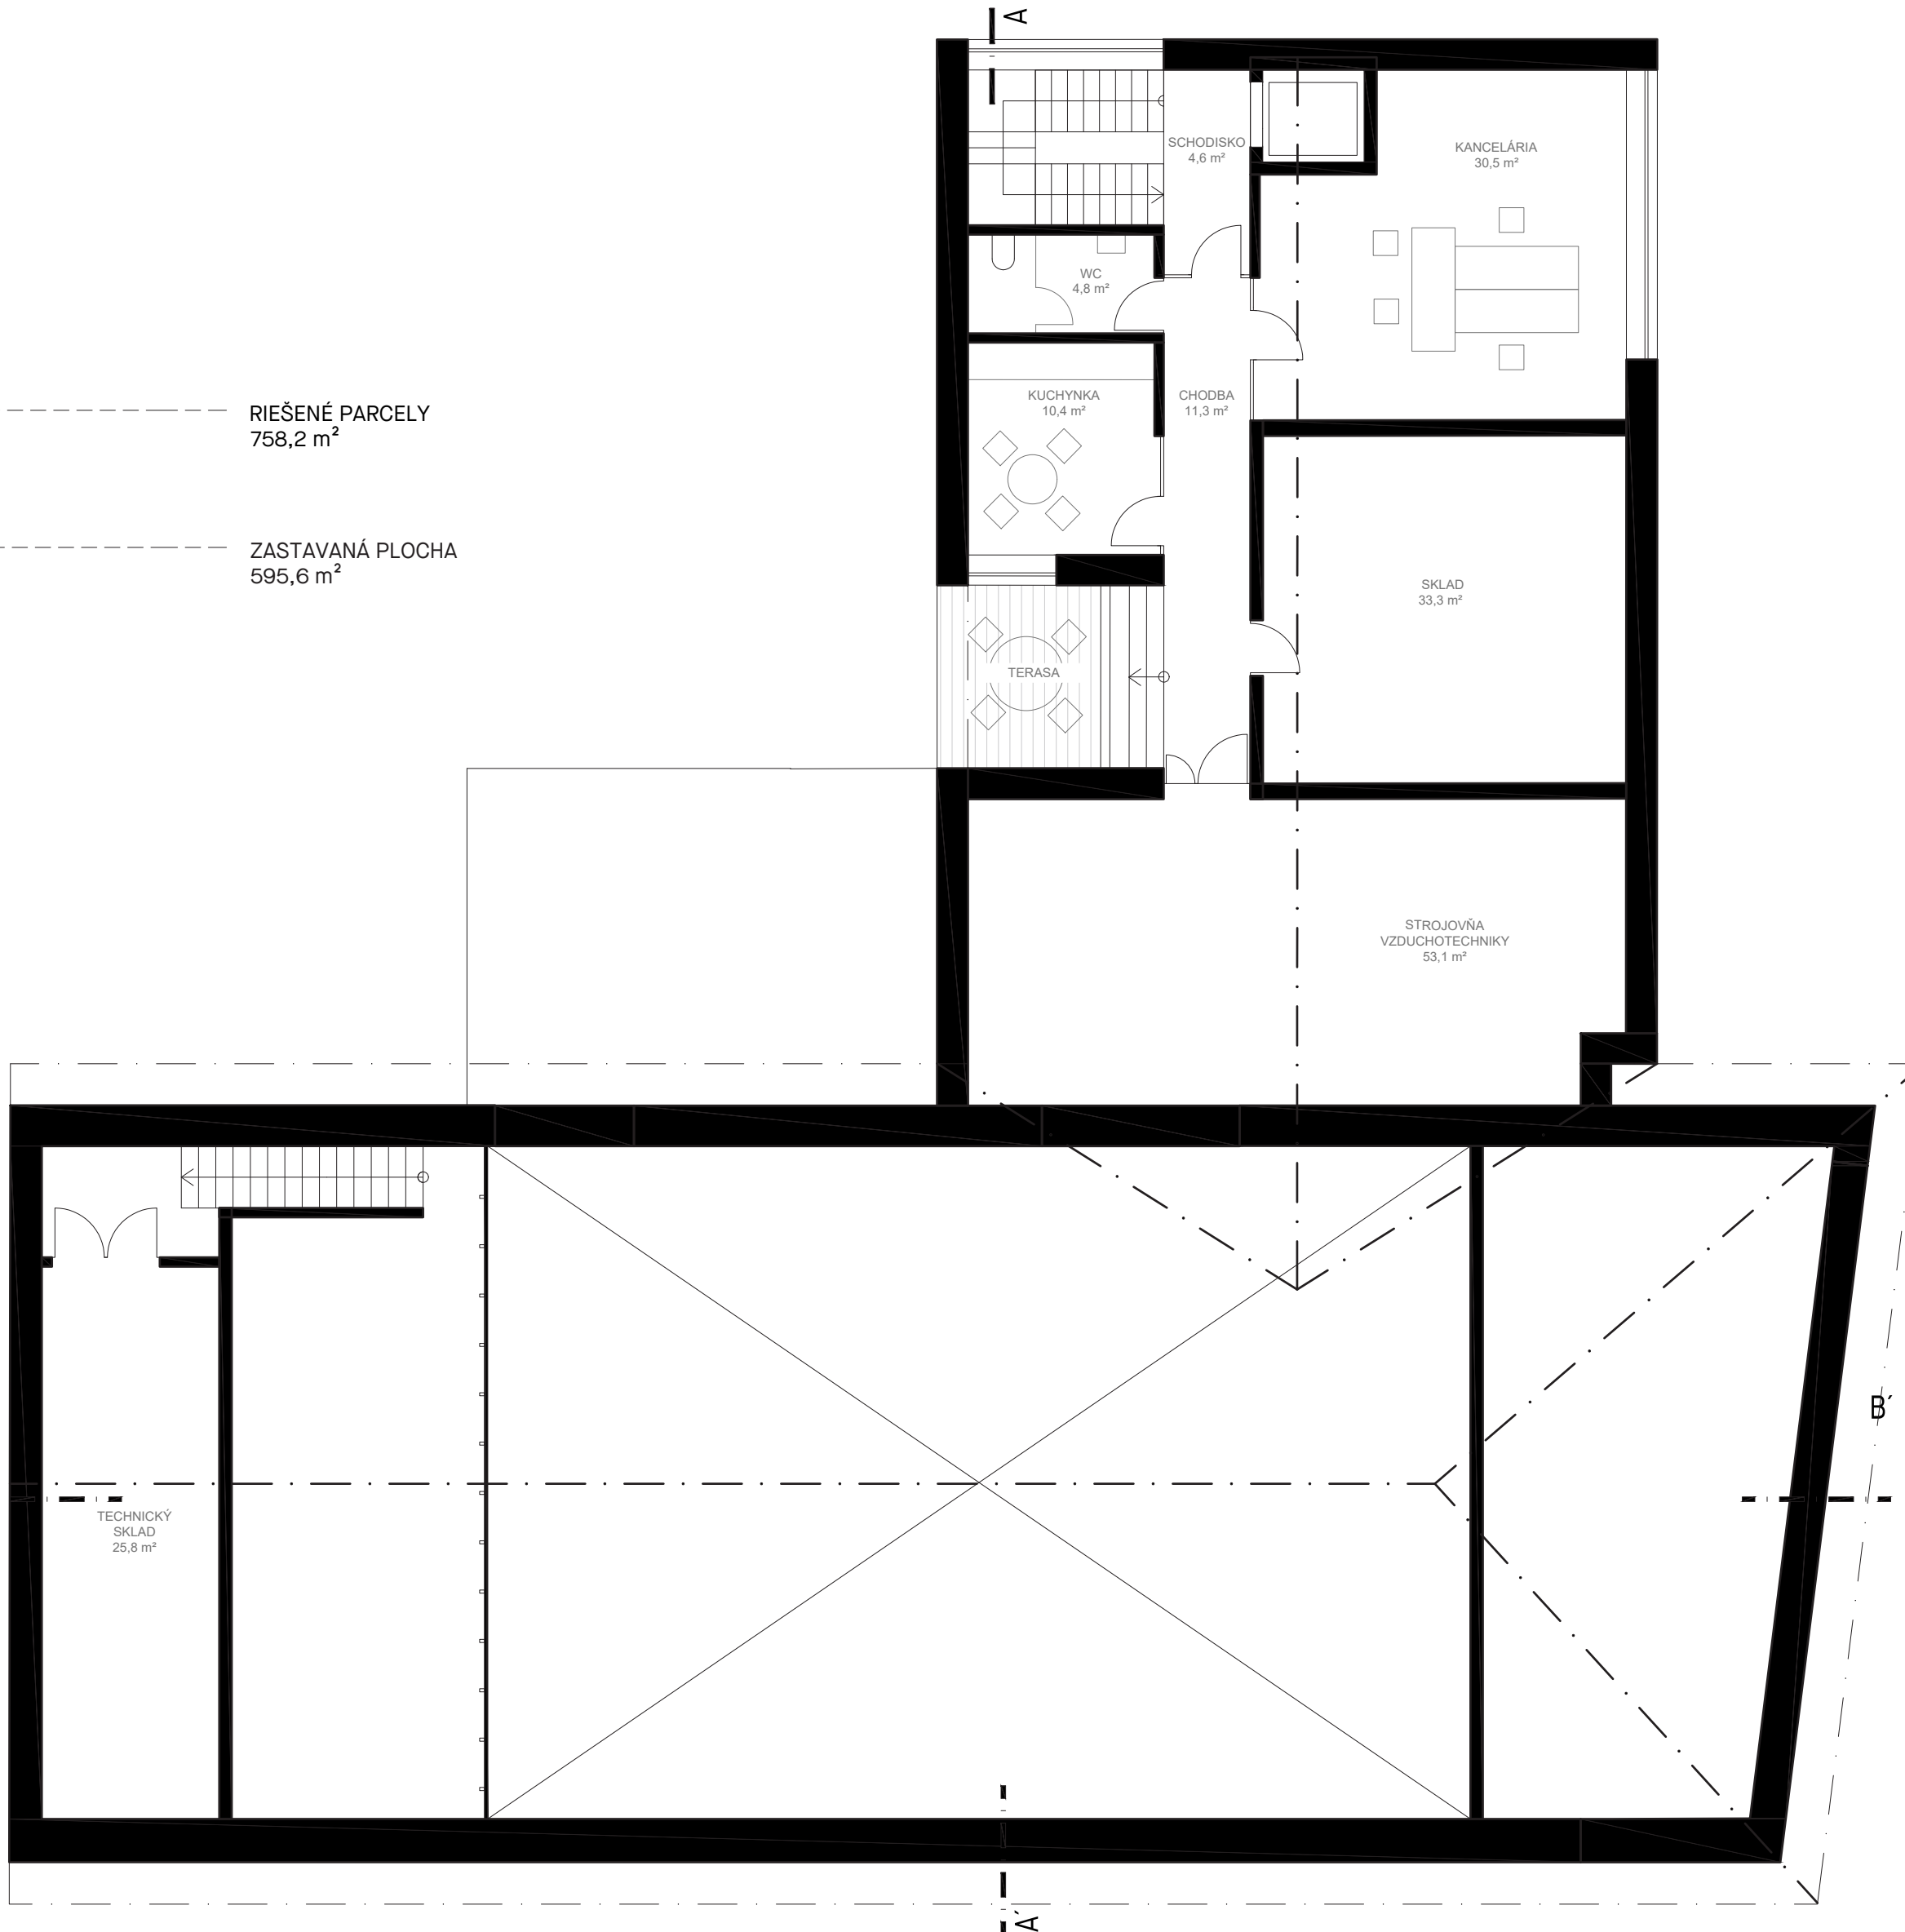 A
SCHODISKO
4,6 m²
KANCELÁRIA
30,5 m²
WC
4,8 m²
KUCHYNKA
10,4 m²
CHODBA
11,3 m²
RIEŠENÉ PARCELY
758,2 m²
ZASTAVANÁ PLOCHA
595,6 m²
SKLAD
33,3 m²
TERASA
STROJOVŇA
VZDUCHOTECHNIKY
53,1 m²
B´
TECHNICKÝ
SKLAD
25,8 m²
A´